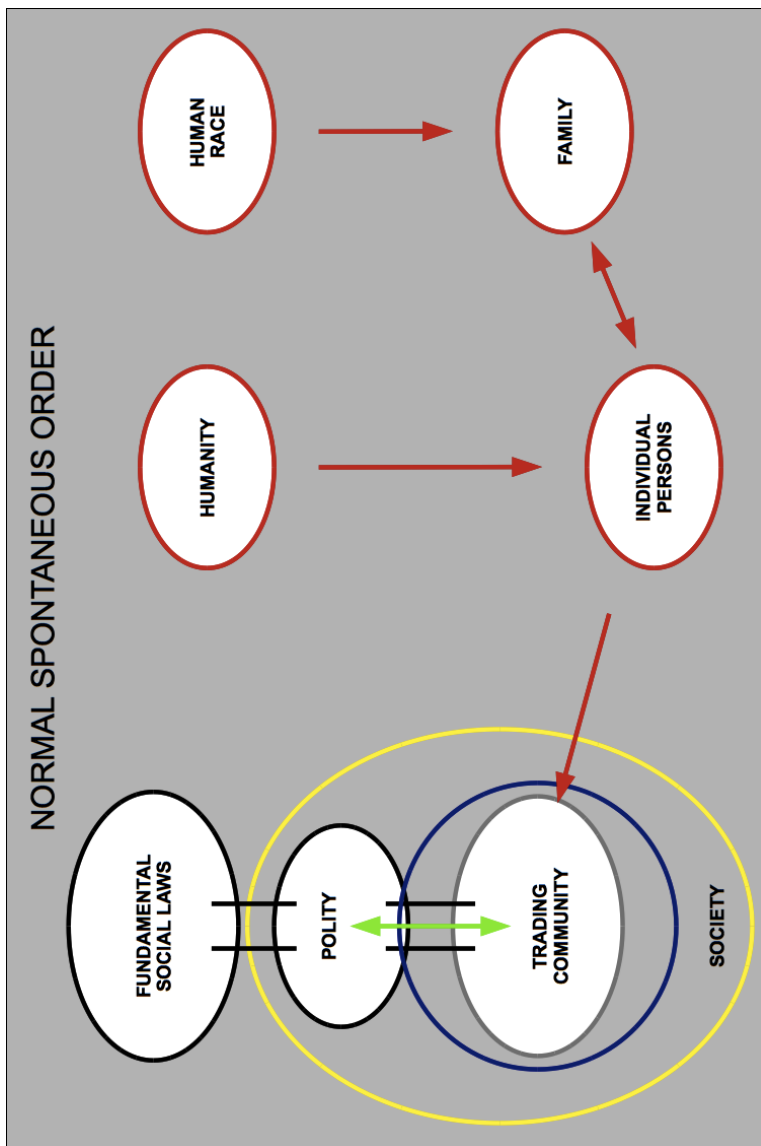 NORMAL SPONTANEOUS ORDER
FUNDAMENTAL
SOCIAL LAWS
HUMANITY
HUMAN
RACE
POLITY
TRADING
COMMUNITY
INDIVIDUAL
PERSONS
FAMILY
SOCIETY